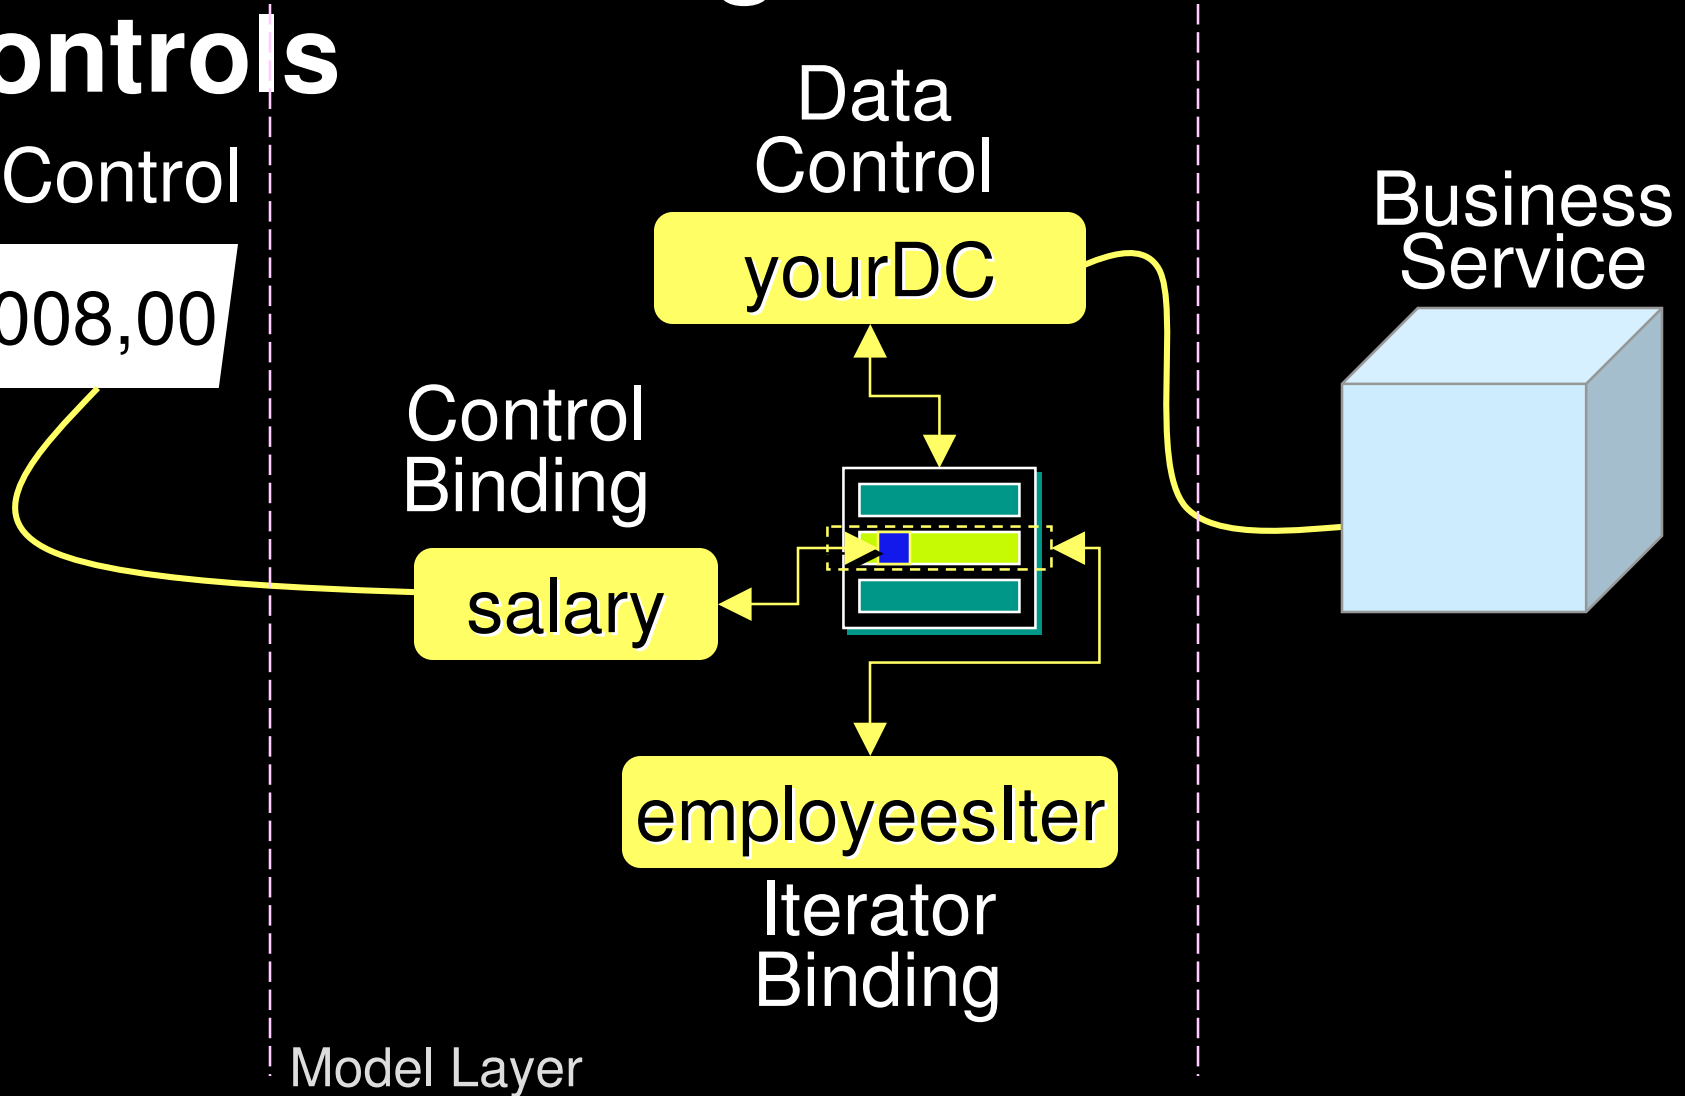 ontrols
Control
008,00
Data
Control
yourDC
Business
Service
Control
Binding
salary
employeesIter
Iterator
Binding
Model Layer